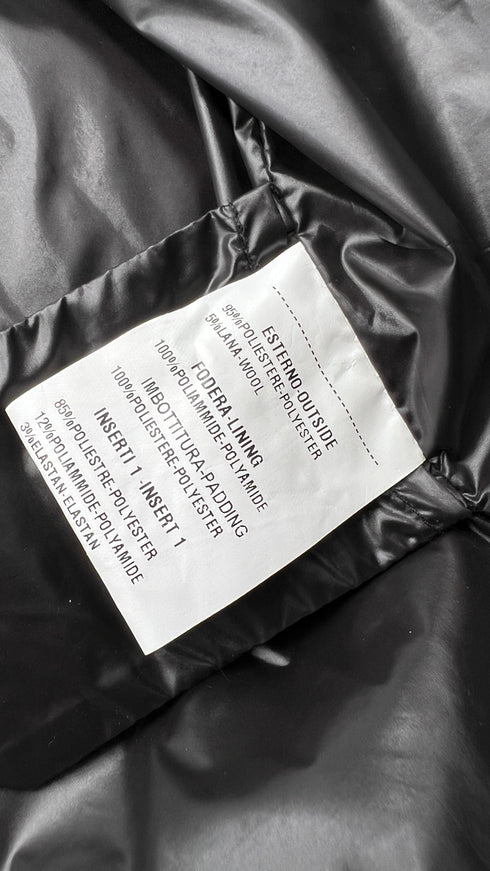 ESTERNO-OUTSIDE
95%POLIESTERE-POLYESTER
5%LANA-WOOL
FODERA-LINING
100%POLIAMMIDE-POLYAMIDE
IMBOTTITURA-PADDING
100%POLIESTERE-POLYESTER
INSERTI 1 -INSERT 1
85%POLIESTRE-POLYESTER
12%POLIAMMIDE-POLYAMIDE
3%ELASTAN-ELASTAN